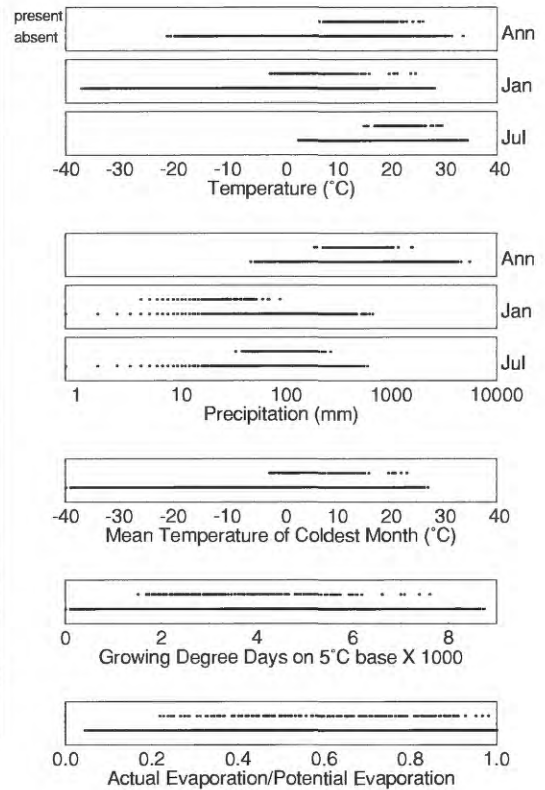 present
absent
Ann
Jan
Jul
-40 -30 -20 -10 0 10 20 30 40
Temperature (˚C)
Ann
Jan
Jul
1 10 100 1000 10000
Precipitation (mm)
-40 -30 -20 -10 0 10 20 30 40
Mean Temperature of Coldest Month (˚C)
0 2 4 6 8
Growing Degree Days on 5˚C base X 1000
0.0 0.2 0.4 0.6 0.8 1.0
Actual Evaporation/Potential Evaporation